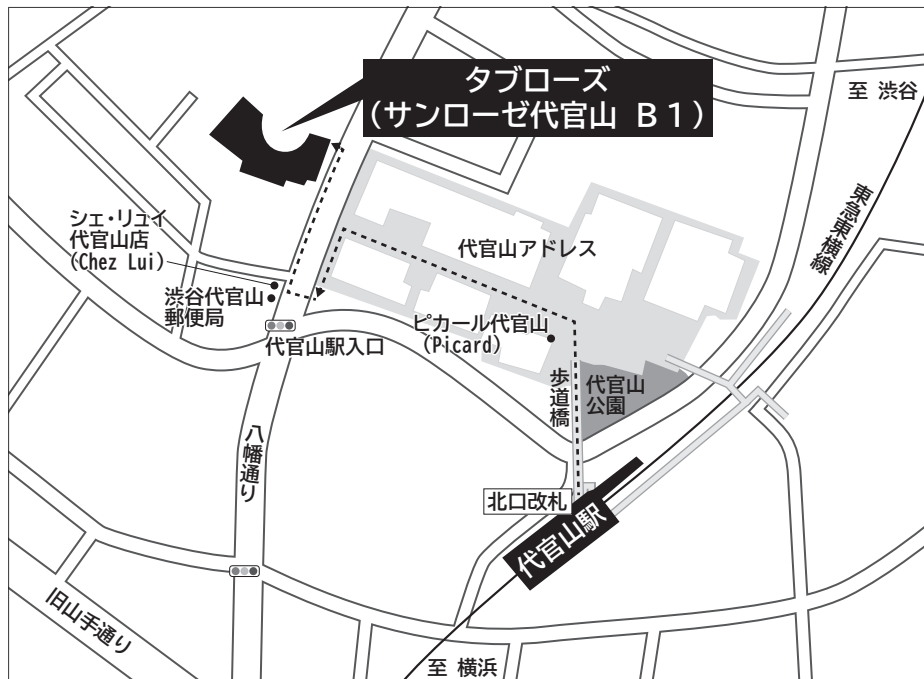 タブローズ
（サンローゼ代官山 B1）
至 渋谷
東急東横線
シェ・リュイ
代官山店
(Chez Lui)
代官山アドレス
渋谷代官山
郵便局
ピカール代官山
(Picard)
代官山駅入口
歩道橋
代官山
公園
八幡通り
北口改札
代官山駅
旧山手通り
至 横浜